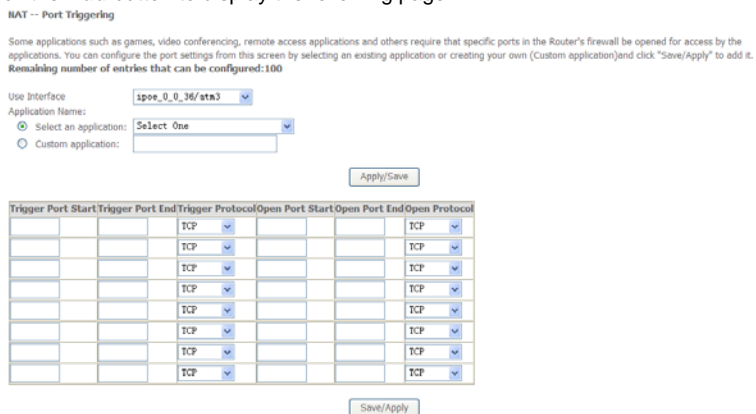 NAT -- Port Triggering
Some applications such as games, video conferencing, remote access applications and others require that specific ports in the Router's firewall be opened for access by the
applications. You can configure the port settings from this screen by selecting an existing application or creating your own (Custom application)and click "Save/Apply" to add it.
Remaining number of entries that can be configured:100
Use Interface ipoe_0_0_36/atm3
Application Name:
Select an application: Select One
Custom application:
Apply/Save
Trigger Port Start Trigger Port End Trigger Protocol Open Port Start Open Port End Open Protocol
TCP TCP
TCP TCP
TCP TCP
TCP TCP
TCP TCP
TCP TCP
TCP TCP
TCP TCP
Save/Apply